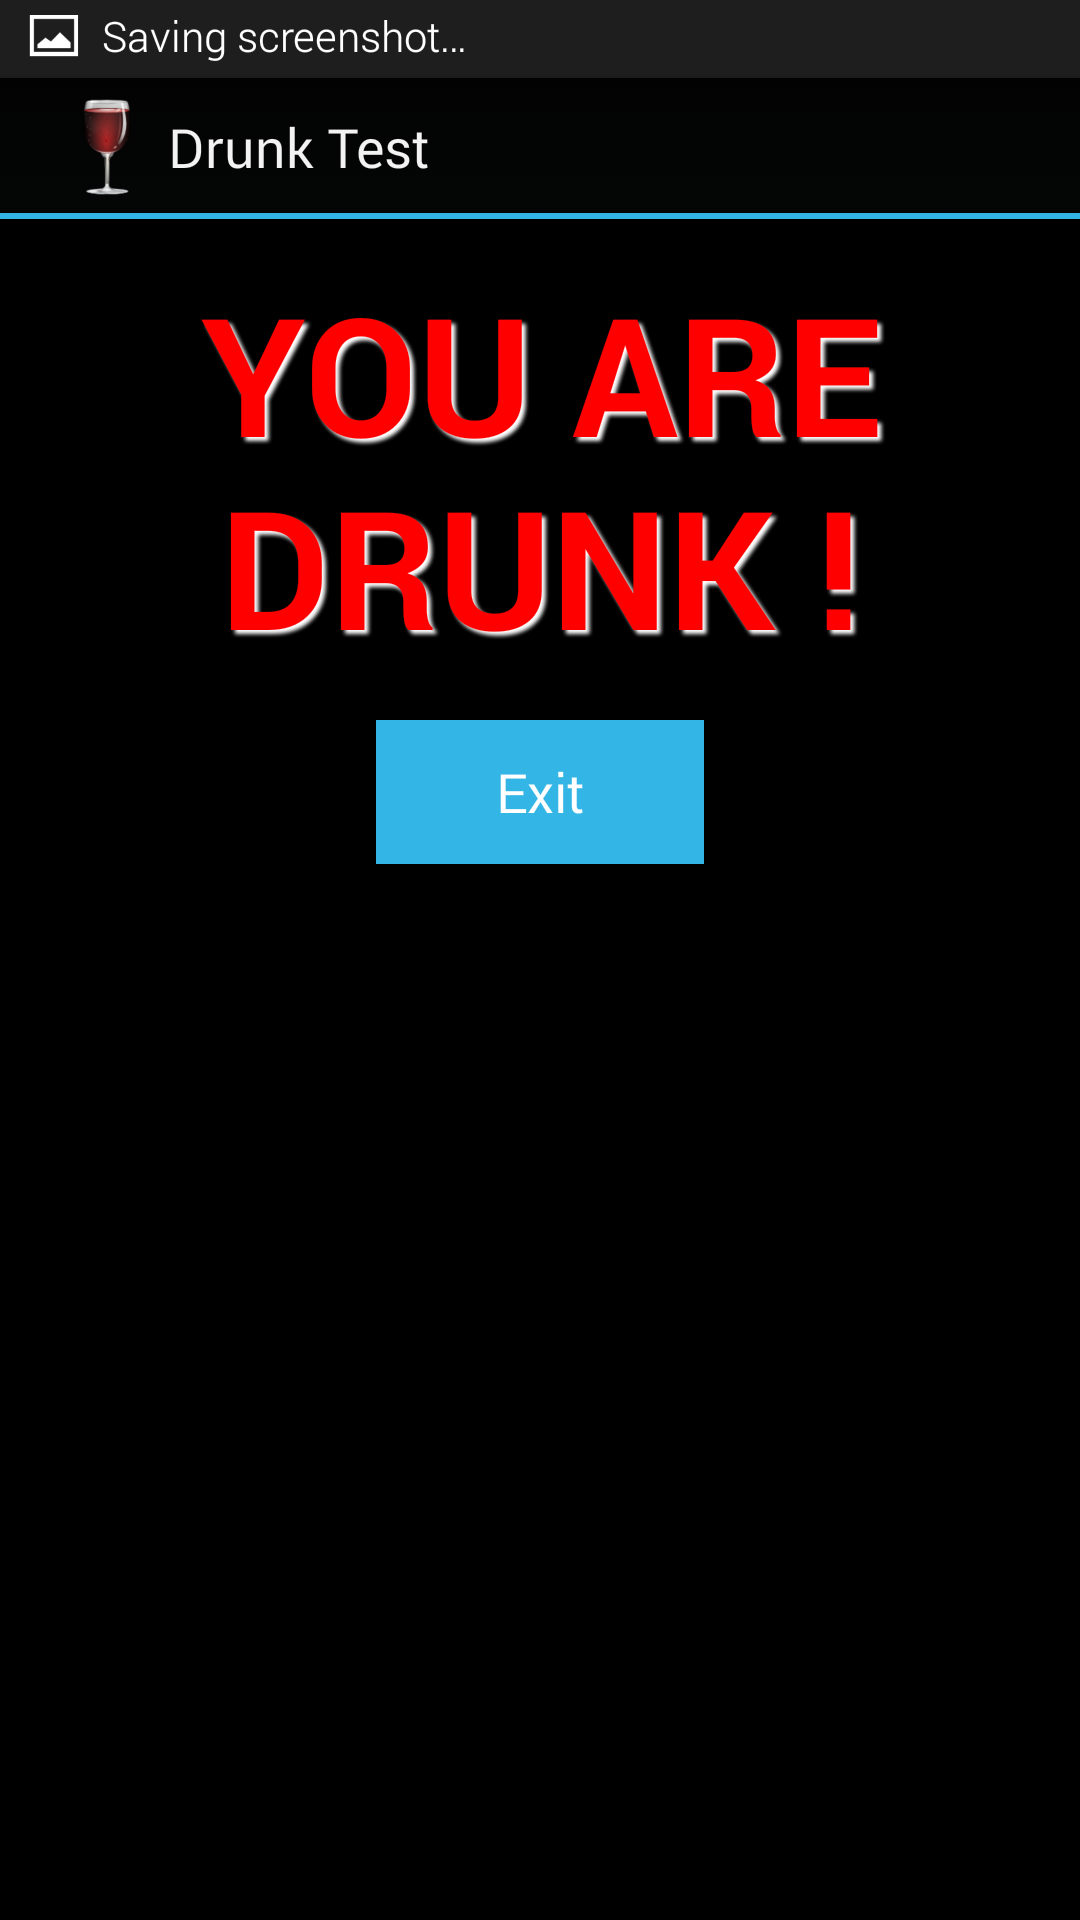 Saving screenshot...
Drunk Test
YOU ARE
DRUNK !
Exit